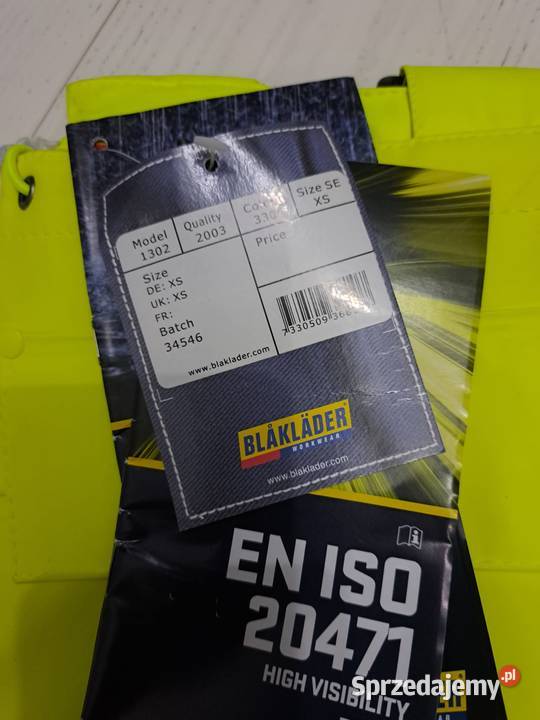 Model
1302
Quality
2003
Size SE
XS
Size
DE: XS
UK: XS
FR:
Batch
34546
Price
www.blaklader.com
BLÅKLÄDER
WORKWEAR
www.blaklader.com
EN ISO
20471
HIGH VISIBILITY
Sprzedajemy.pl